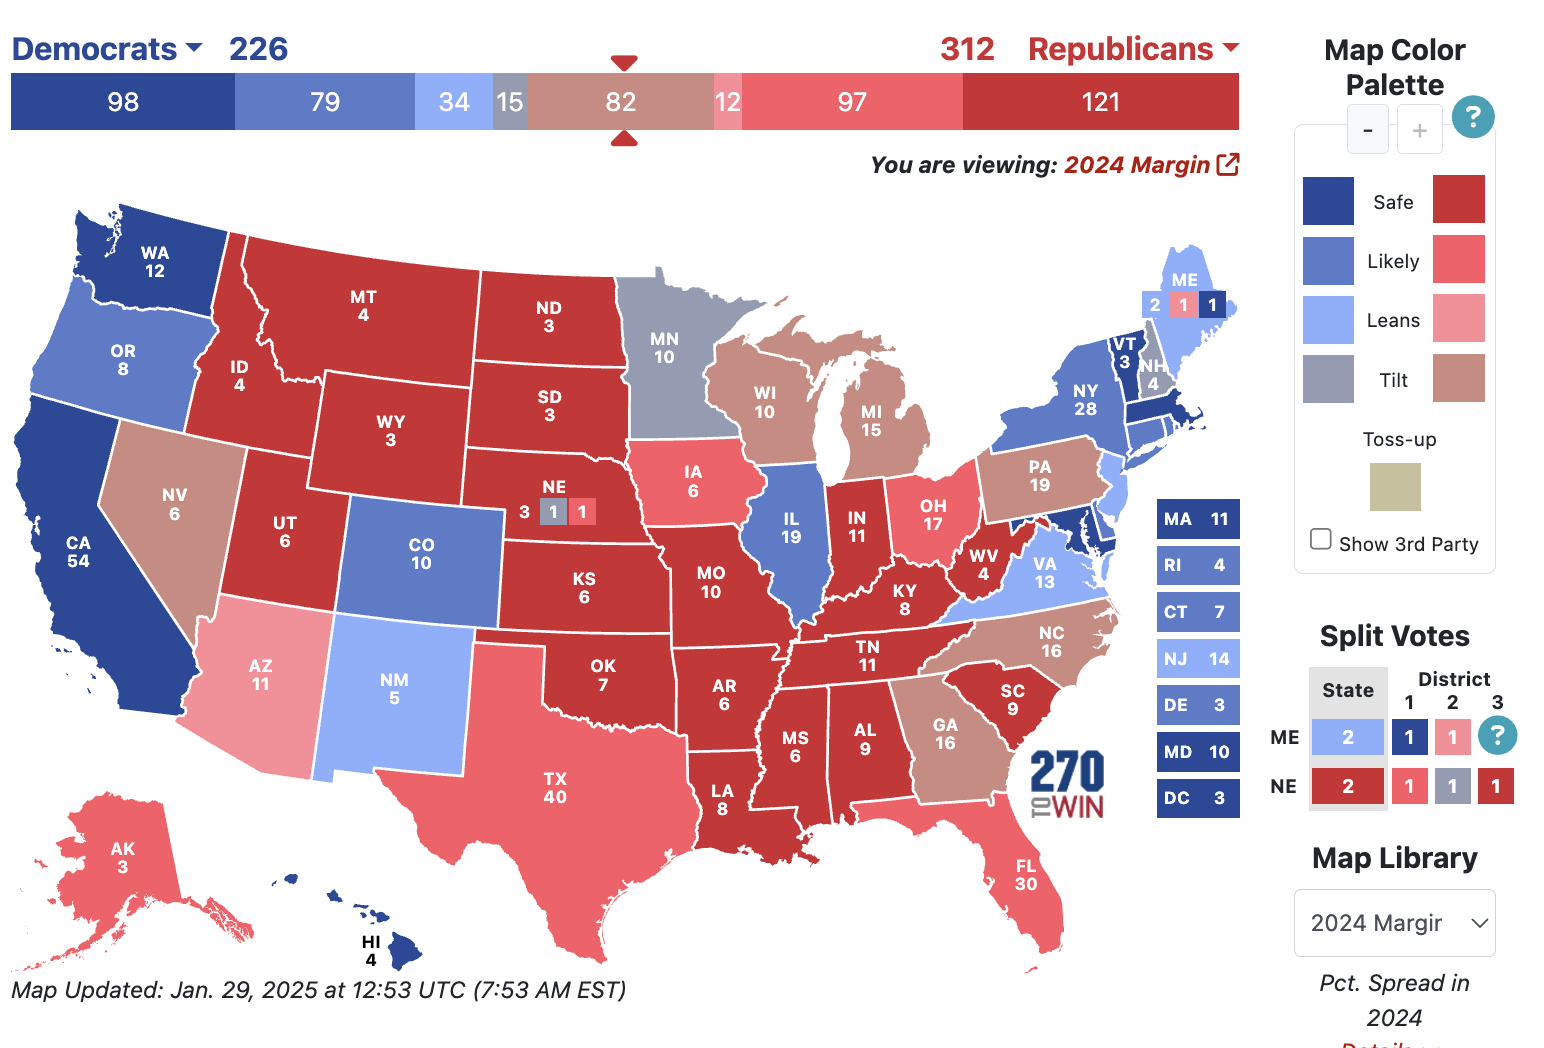 Democrats 226
312 Republicans
98 79 34 15 82 12 97 121
You are viewing: 2024 Margin
WA
12
OR
8
CA
54
NV
6
ID
4
MT
4
WY
3
UT
6
CO
10
AZ
11
NM
5
ND
3
SD
3
NE
3 1 1
KS
6
OK
7
TX
40
MN
10
IA
6
MO
10
AR
6
LA
8
WI
10
IL
19
MI
15
IN
11
OH
17
KY
8
TN
11
MS
6
AL
9
GA
16
FL
30
SC
9
NC
16
VA
13
WV
4
PA
19
NY
28
VT
3
NH
4
ME
2 1 1
AK
3
HI
4
MA 11
RI 4
CT 7
NJ 14
DE 3
MD 10
DC 3
270
TO WIN
Map Updated: Jan. 29, 2025 at 12:53 UTC (7:53 AM EST)
Map Color
Palette
- + ?
Safe
Likely
Leans
Tilt
Toss-up
Show 3rd Party
Split Votes
State District
1 2 3
ME 2 1 1 ?
NE 2 1 1 1
Map Library
2024 Margir
Pct. Spread in
2024